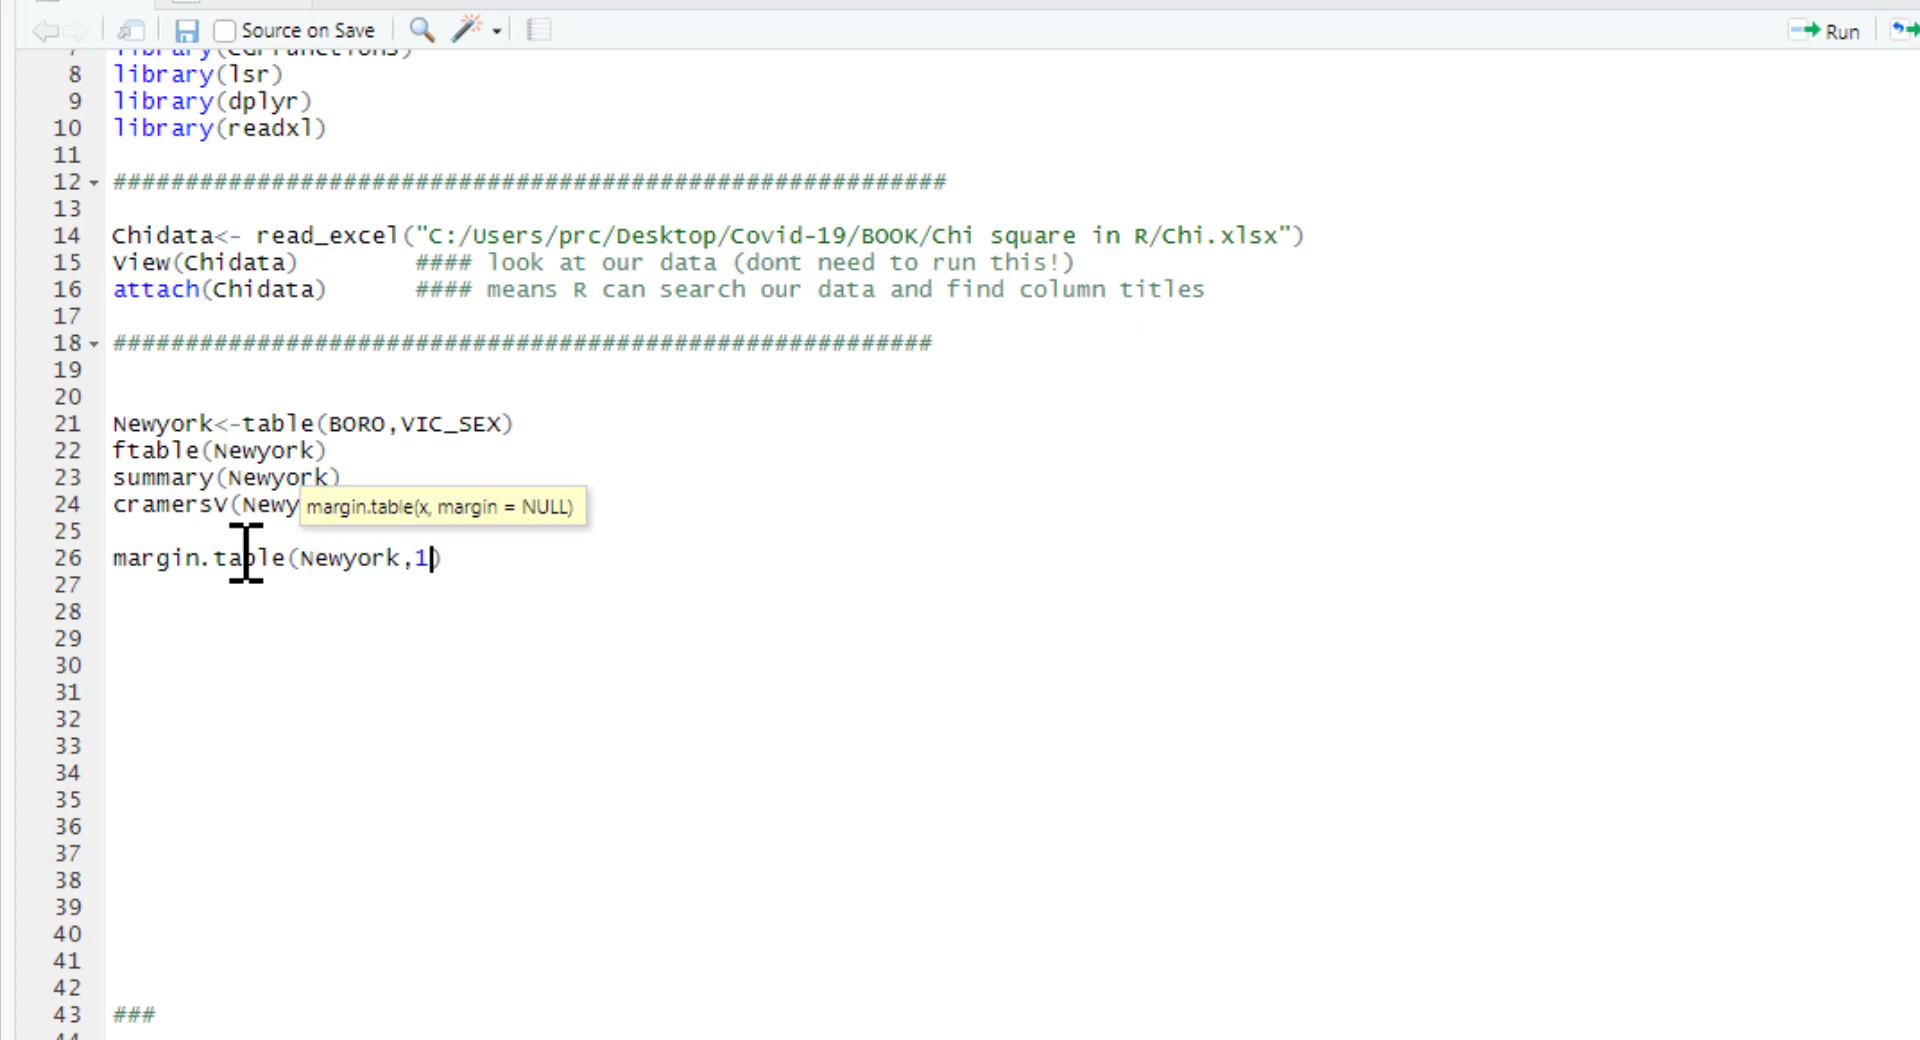 Source on Save
Run
7 library(CGPfunctions)
8 library(lsr)
9 library(dplyr)
10 library(readxl)
11
12 ##########################################################
13
14 Chidata<- read_excel("C:/Users/prc/Desktop/Covid-19/BOOK/Chi square in R/Chi.xlsx")
15 View(Chidata) #### look at our data (dont need to run this!)
16 attach(Chidata) #### means R can search our data and find column titles
17
18 #########################################################
19
20
21 Newyork<-table(BORO,VIC_SEX)
22 ftable(Newyork)
23 summary(Newyork)
24 cramersV(Newy
margin.table(x, margin = NULL)
25
26 margin.table(Newyork,1)
27
28
29
30
31
32
33
34
35
36
37
38
39
40
41
42
43 ###
44